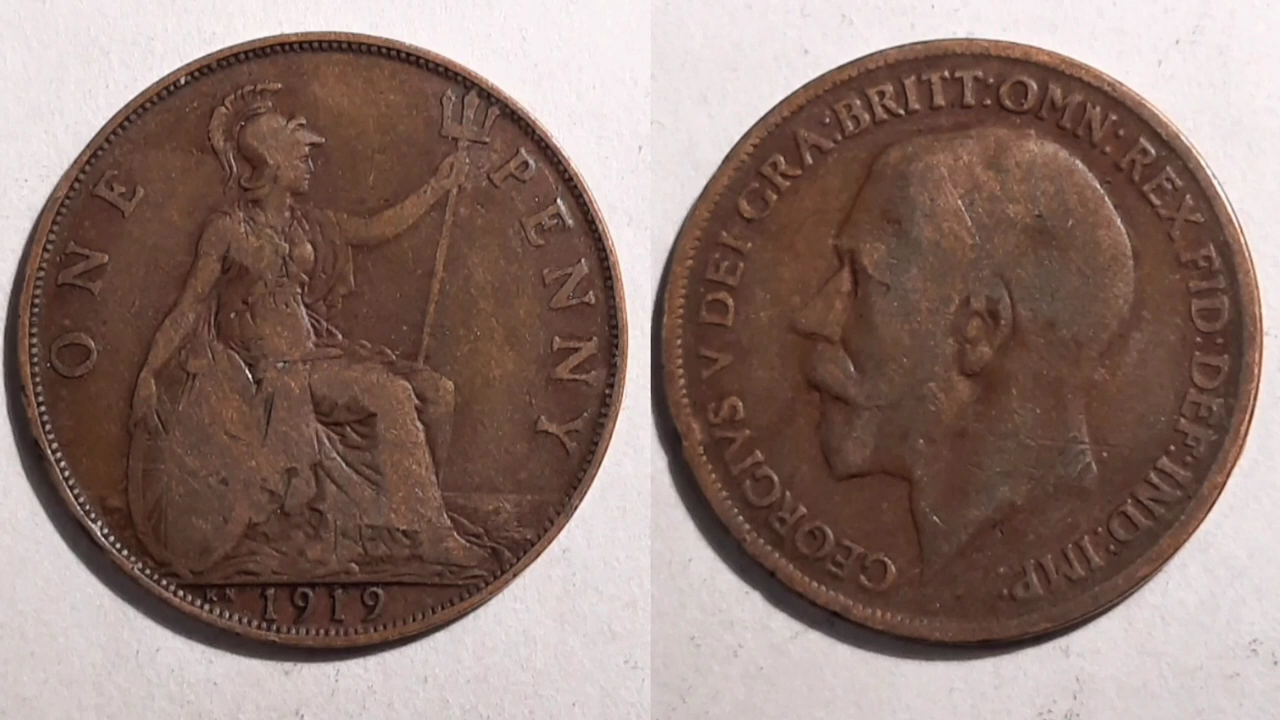 ONE PENNY
KN 1919
GEORGIVS V DEI GRA:BRITT:OMN:REX FID:DEF:IND:IMP: